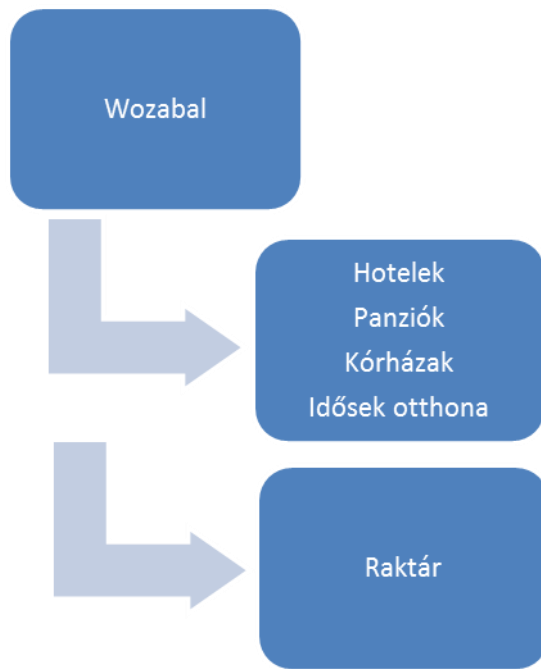 Wozabal
Hotelek
Panziók
Kórházak
Idősek otthona
Raktár